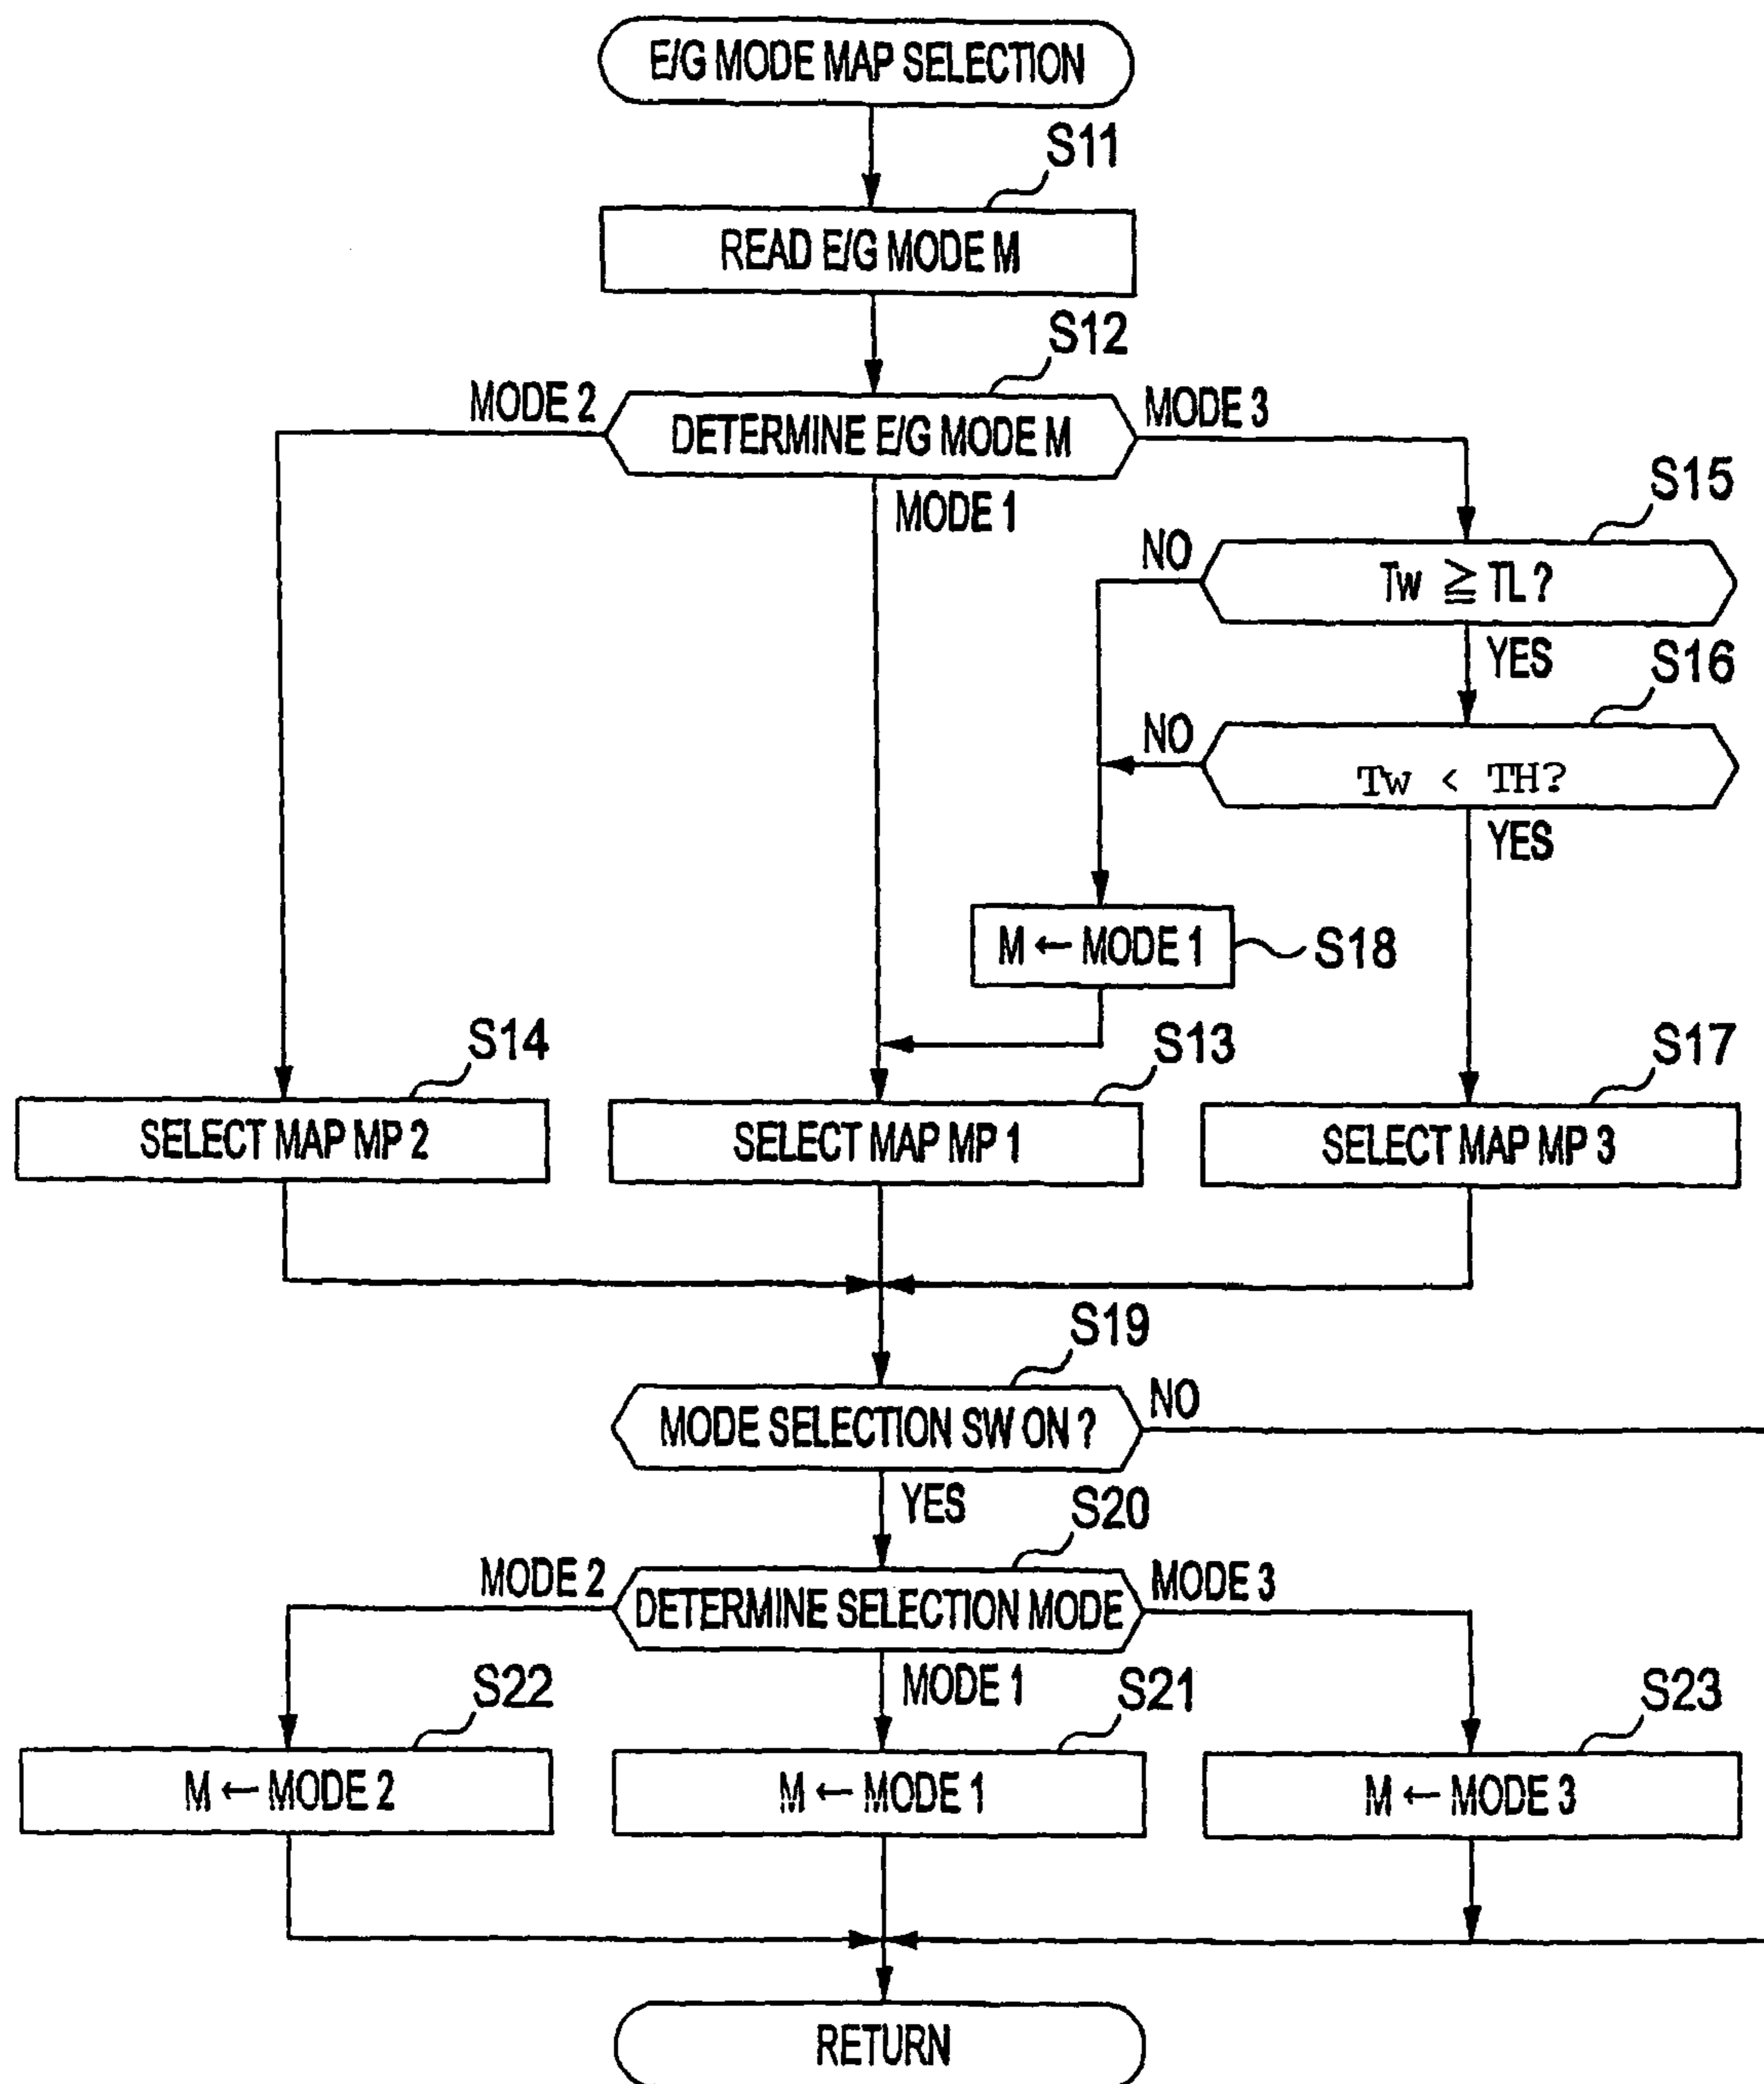 E/G MODE MAP SELECTION
S11
READ E/G MODE M
S12
MODE 2
DETERMINE E/G MODE M
MODE 3
MODE 1
S15
NO
Tw ≧ TL ?
YES
S16
NO
Tw < TH?
YES
M ← MODE 1
S18
S14
S13
S17
SELECT MAP MP 2
SELECT MAP MP 1
SELECT MAP MP 3
S19
MODE SELECTION SW ON ?
NO
YES
S20
MODE 2
DETERMINE SELECTION MODE
MODE 3
MODE 1
S22
S21
S23
M ← MODE 2
M ← MODE 1
M ← MODE 3
RETURN